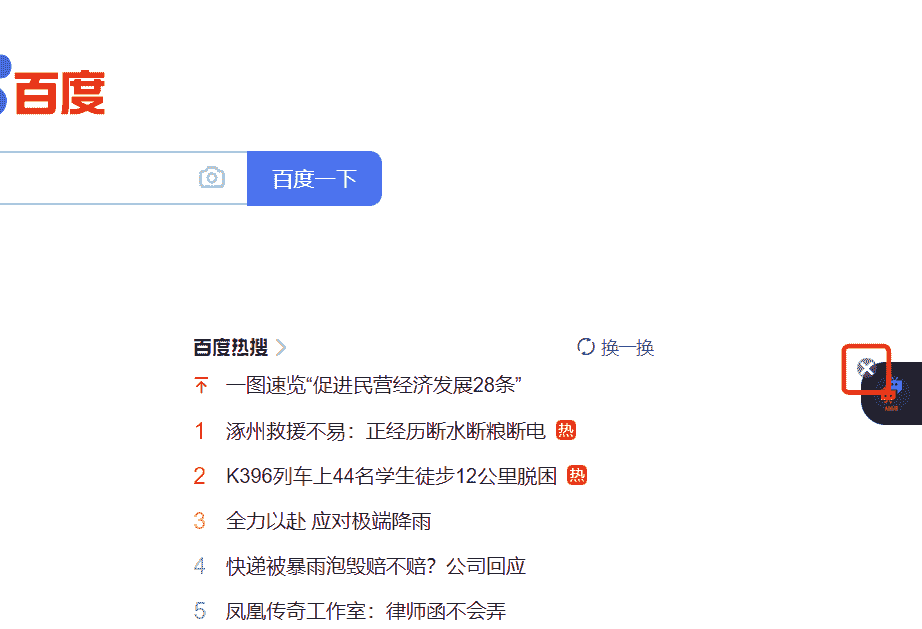 百度
百度一下
百度热搜
换一换
一图速览“促进民营经济发展28条”
1 涿州救援不易：正经历断水断粮断电 热
2 K396列车上44名学生徒步12公里脱困 热
3 全力以赴 应对极端降雨
4 快递被暴雨泡毁赔不赔？公司回应
5 凤凰传奇工作室：律师函不会弄